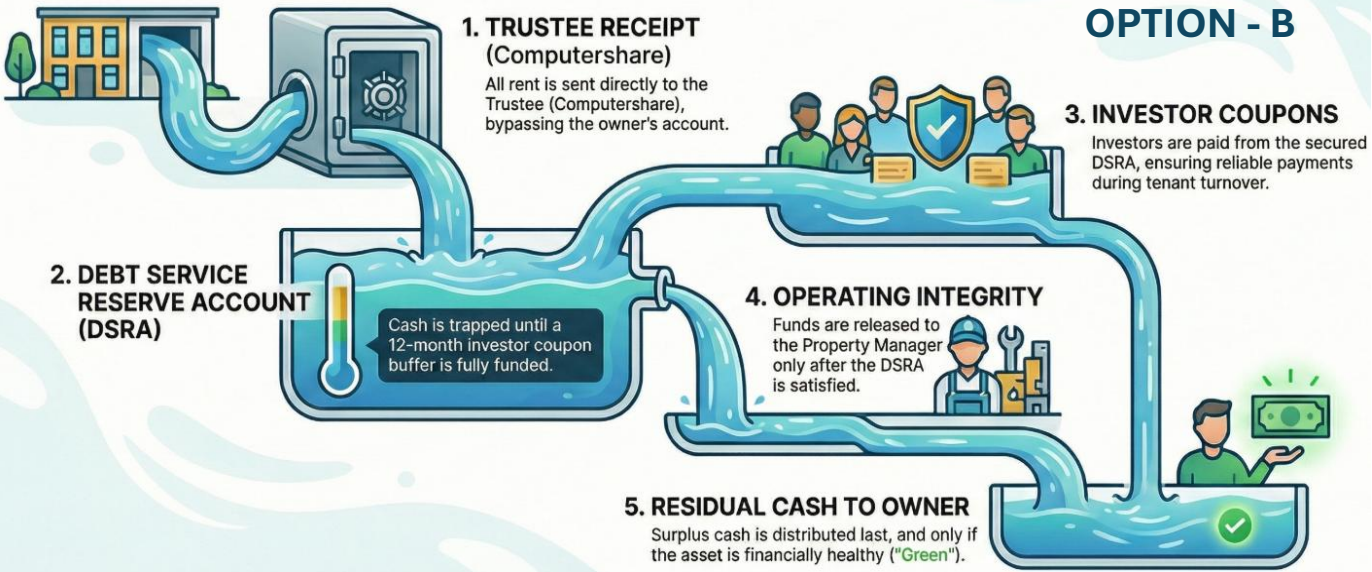 OPTION - B
1. TRUSTEE RECEIPT
(Computershare)
All rent is sent directly to the
Trustee (Computershare),
bypassing the owner's account.
2. DEBT SERVICE
RESERVE ACCOUNT
(DSRA)
Cash is trapped until a
12-month investor coupon
buffer is fully funded.
3. INVESTOR COUPONS
Investors are paid from the secured
DSRA, ensuring reliable payments
during tenant turnover.
4. OPERATING INTEGRITY
Funds are released to
the Property Manager
only after the DSRA
is satisfied.
5. RESIDUAL CASH TO OWNER
Surplus cash is distributed last, and only if
the asset is financially healthy ("Green").